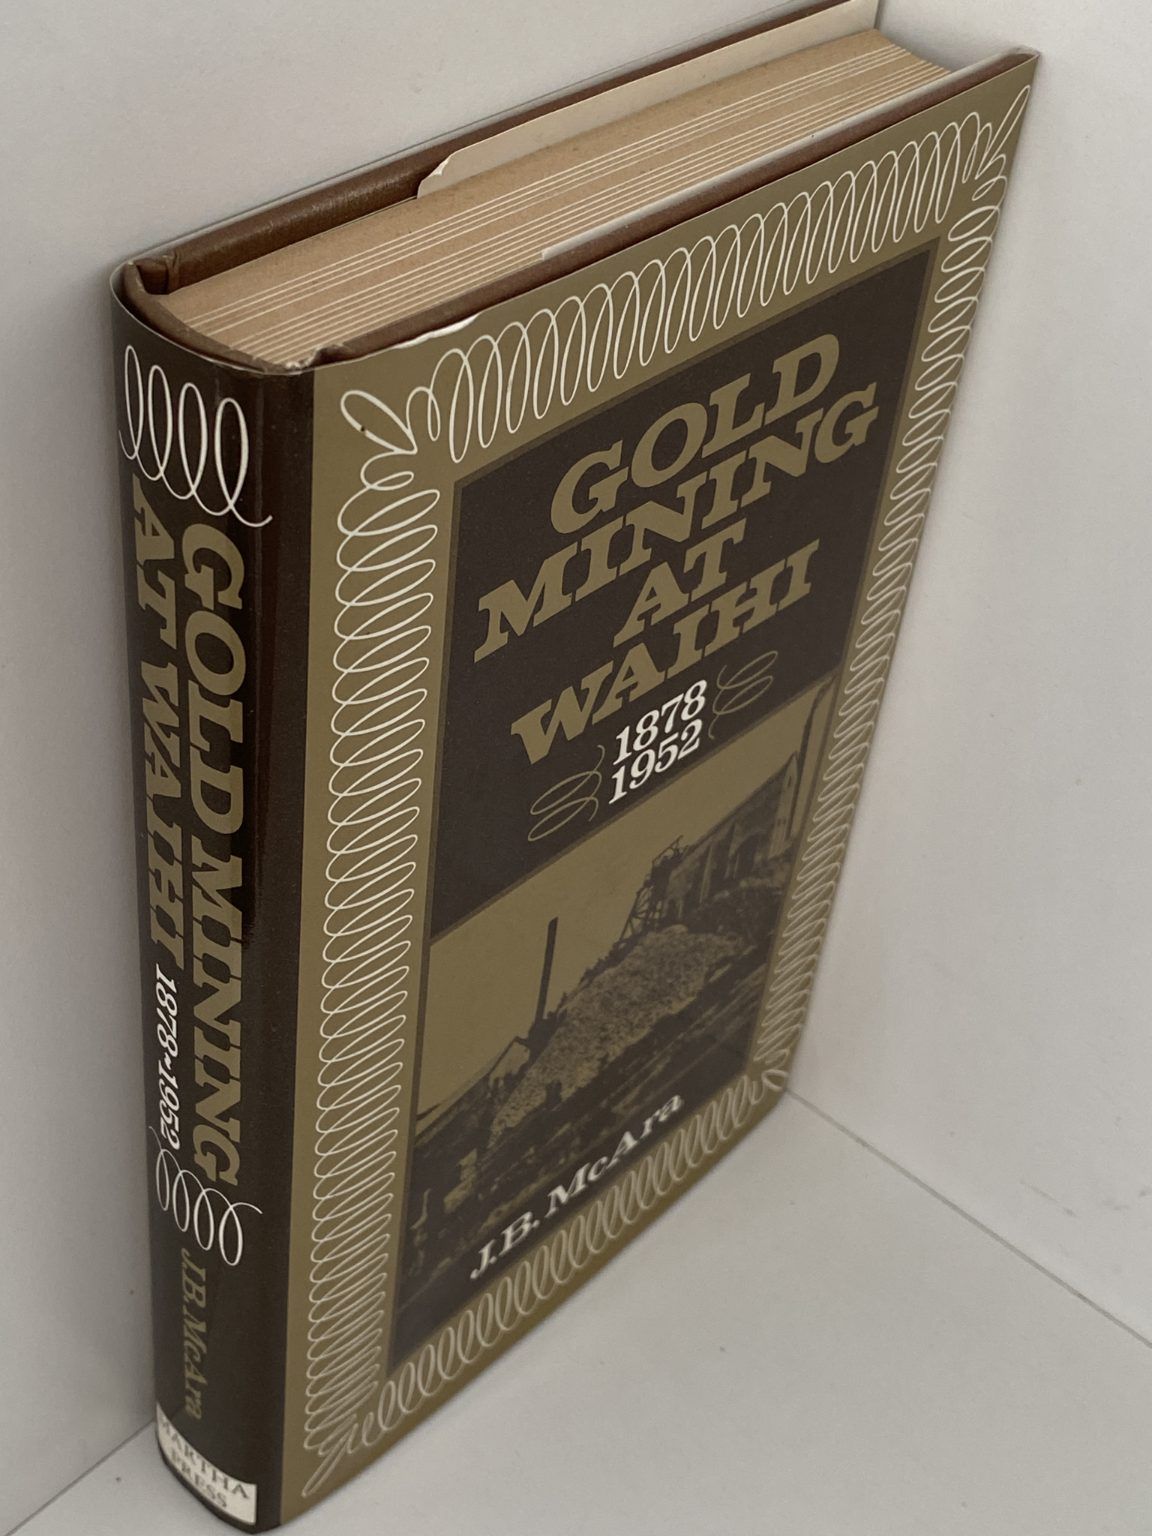 GOLD
MINING
AT
WAIHI
1878
1952
J.B. McAra
GOLD MINING
AT WAIHI 1878~1952
J.B. McAra
MARTHA
PRESS